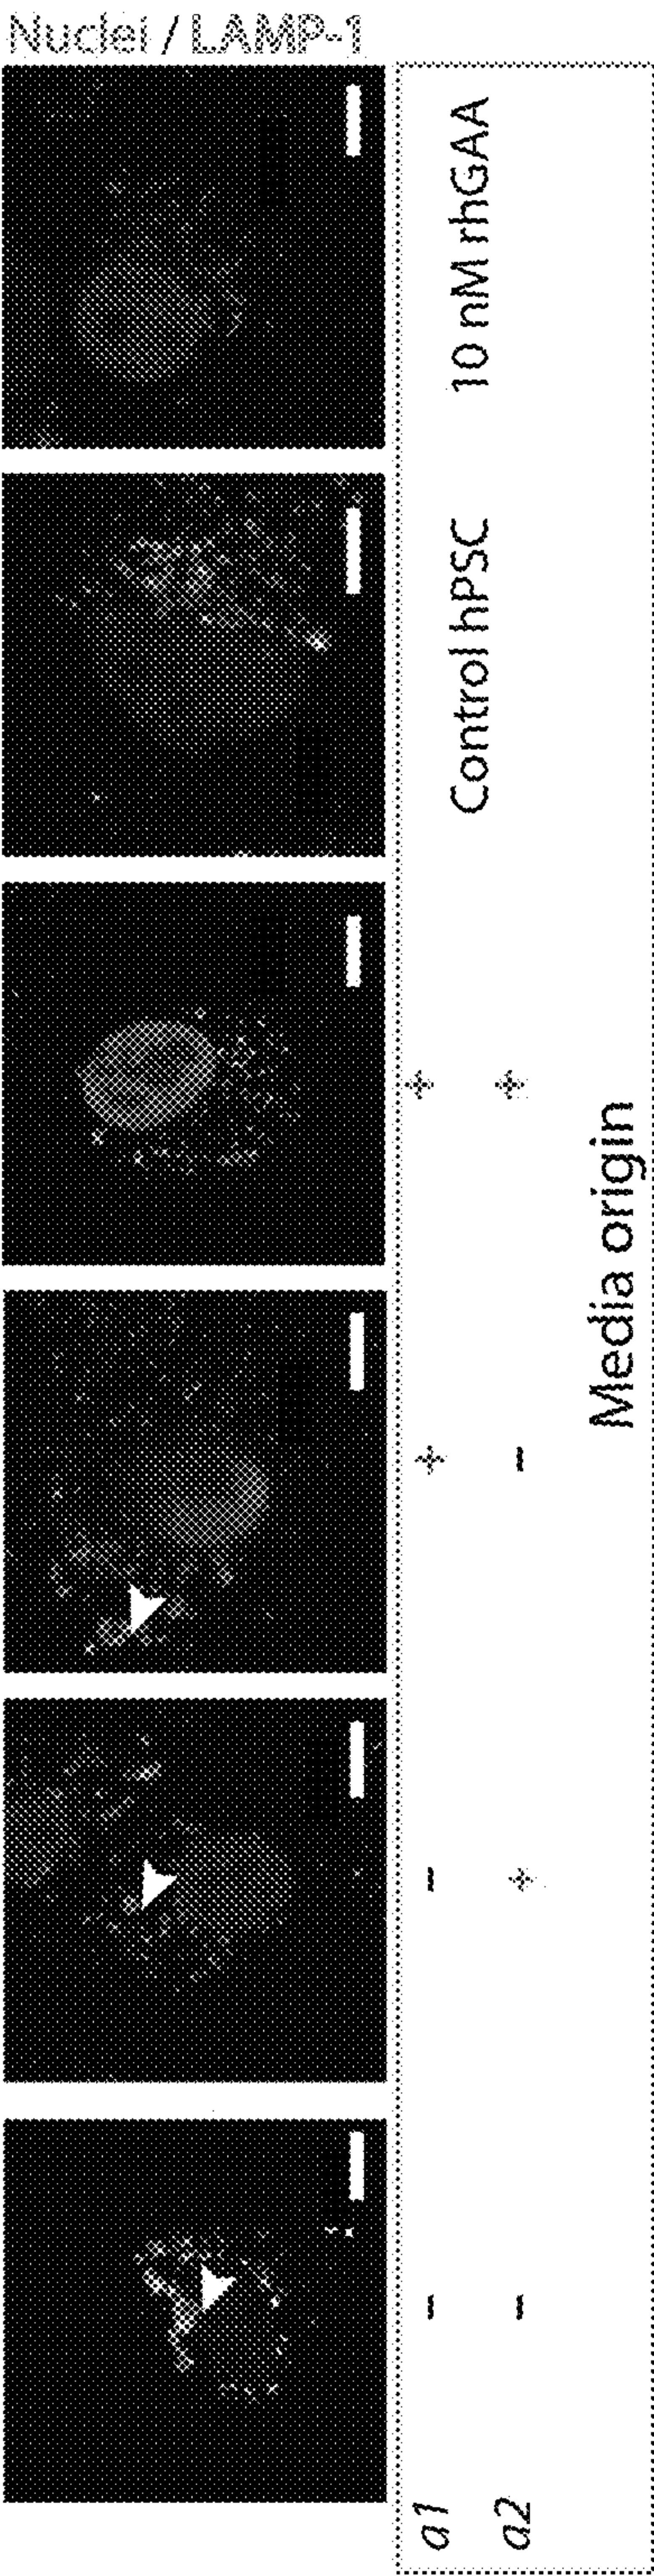 Nuclei / LAMP-1
a1 - - + + Control hPSC 10 nM rhGAA
a2 - + - +
Media origin